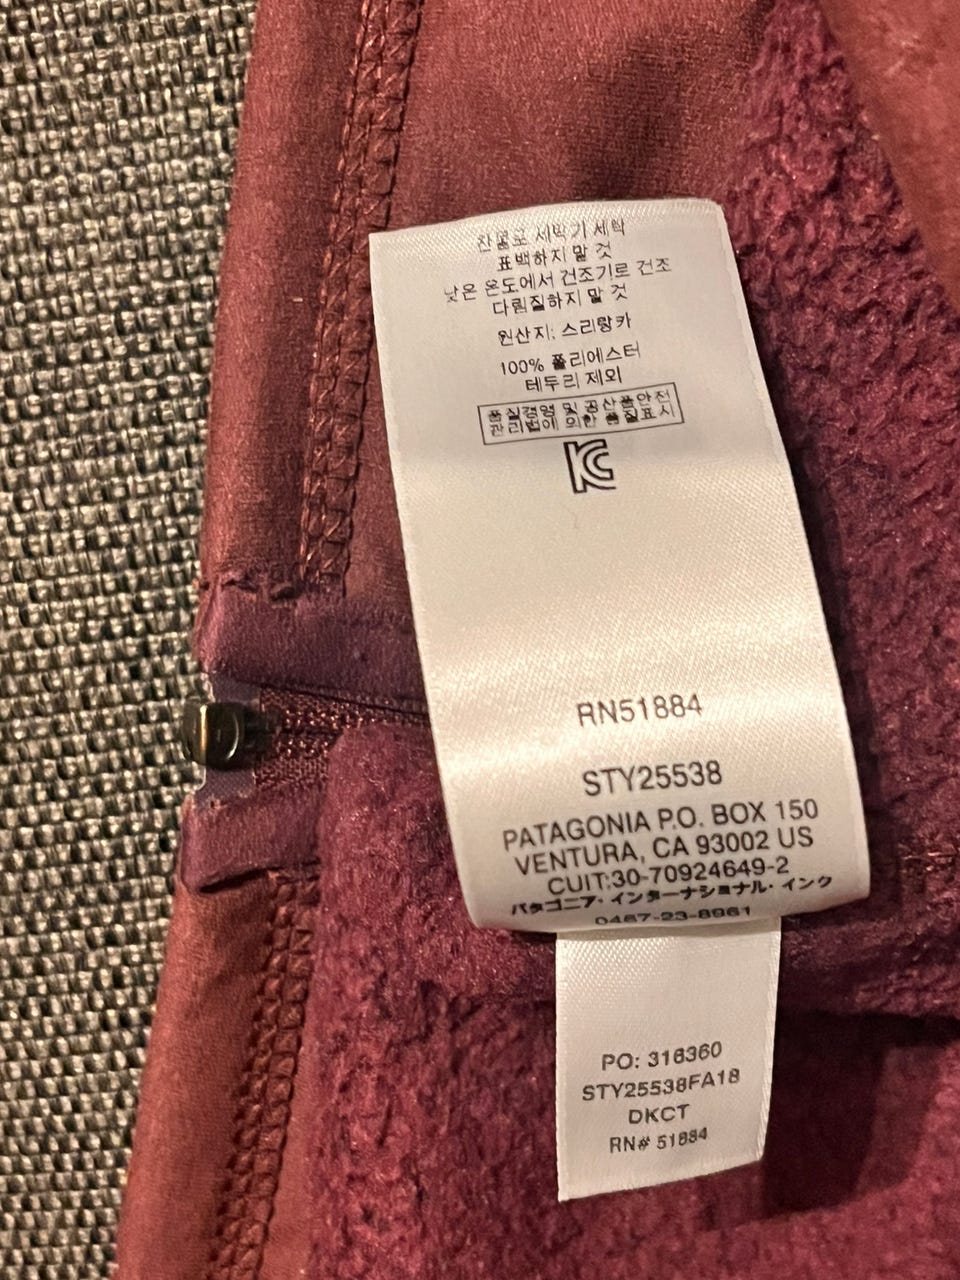 찬물로 세탁기 세탁
표백하지 말 것
낮은 온도에서 건조기로 건조
다림질하지 말 것
원산지: 스리랑카
100% 폴리에스터
테두리 제외
품질경영 및 공산품안전
관리법에 의한 품질표시
KC
RN51884
STY25538
PATAGONIA P.O. BOX 150
VENTURA, CA 93002 US
CUIT:30-70924649-2
パタゴニア・インターナショナル・インク
0467-23-8961
PO: 316360
STY25538FA18
DKCT
RN# 51884